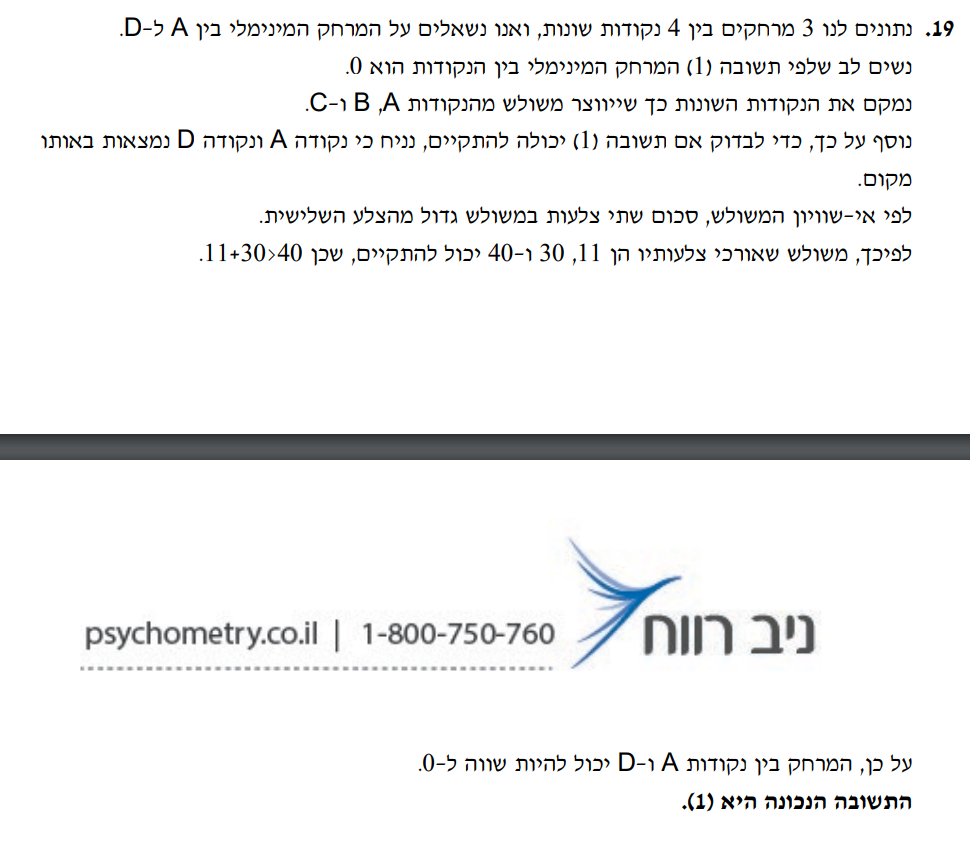 19. נתונים לנו 3 מרחקים בין 4 נקודות שונות, ואנו נשאלים על המרחק המינימלי בין A ל-D.
נשים לב שלפי תשובה (1) המרחק המינימלי בין הנקודות הוא 0.
נמקם את הנקודות השונות כך שייווצר משולש מהנקודות A, B ו-C.
נוסף על כך, כדי לבדוק אם תשובה (1) יכולה להתקיים, נניח כי נקודה A ונקודה D נמצאות באותו
מקום.
לפי אי-שוויון המשולש, סכום שתי צלעות במשולש גדול מהצלע השלישית.
לפיכך, משולש שאורכי צלעותיו הן 11, 30 ו-40 יכול להתקיים, שכן 40<30+11.
psychometry.co.il | 1-800-750-760
ניב רווח
על כן, המרחק בין נקודות A ו-D יכול להיות שווה ל-0.
התשובה הנכונה היא (1).